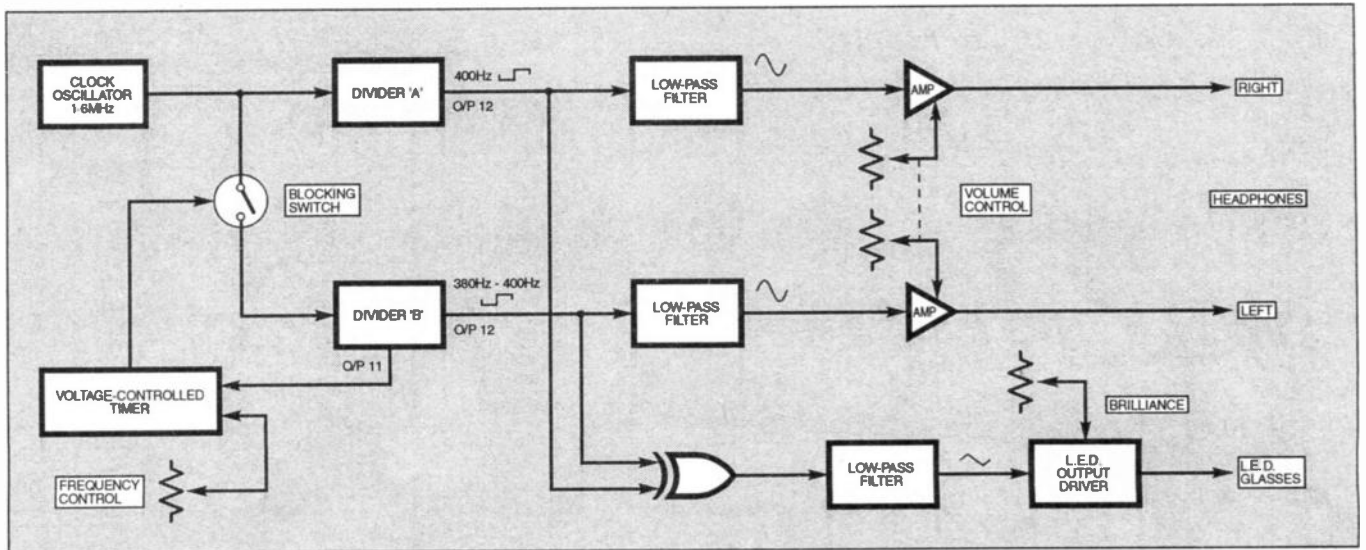 CLOCK
OSCILLATOR
1·6MHz
DIVIDER 'A'
400Hz
O/P 12
LOW-PASS
FILTER
AMP
RIGHT
BLOCKING
SWITCH
VOLUME
CONTROL
HEADPHONES
DIVIDER 'B'
380Hz - 400Hz
O/P 12
O/P 11
LOW-PASS
FILTER
AMP
LEFT
VOLTAGE-CONTROLLED
TIMER
FREQUENCY
CONTROL
LOW-PASS
FILTER
BRILLIANCE
L.E.D.
OUTPUT
DRIVER
L.E.D.
GLASSES